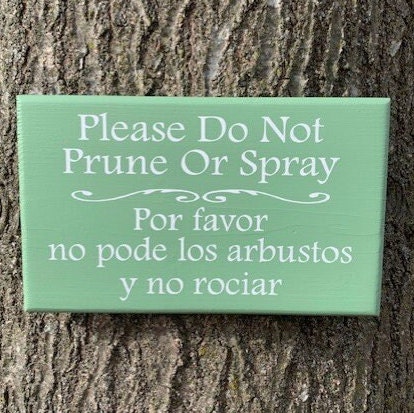 Please Do Not
Prune Or Spray
Por favor
no pode los arbustos
y no rociar